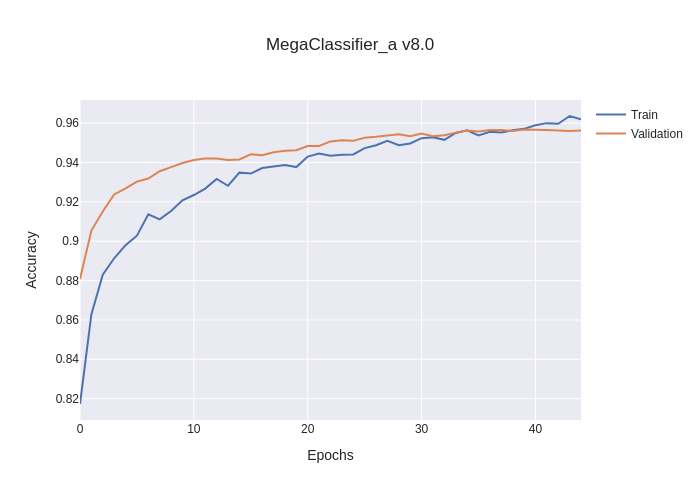 MegaClassifier_a v8.0
Train
Validation
0.96
0.94
0.92
0.9
0.88
0.86
0.84
0.82
Accuracy
0
10
20
30
40
Epochs